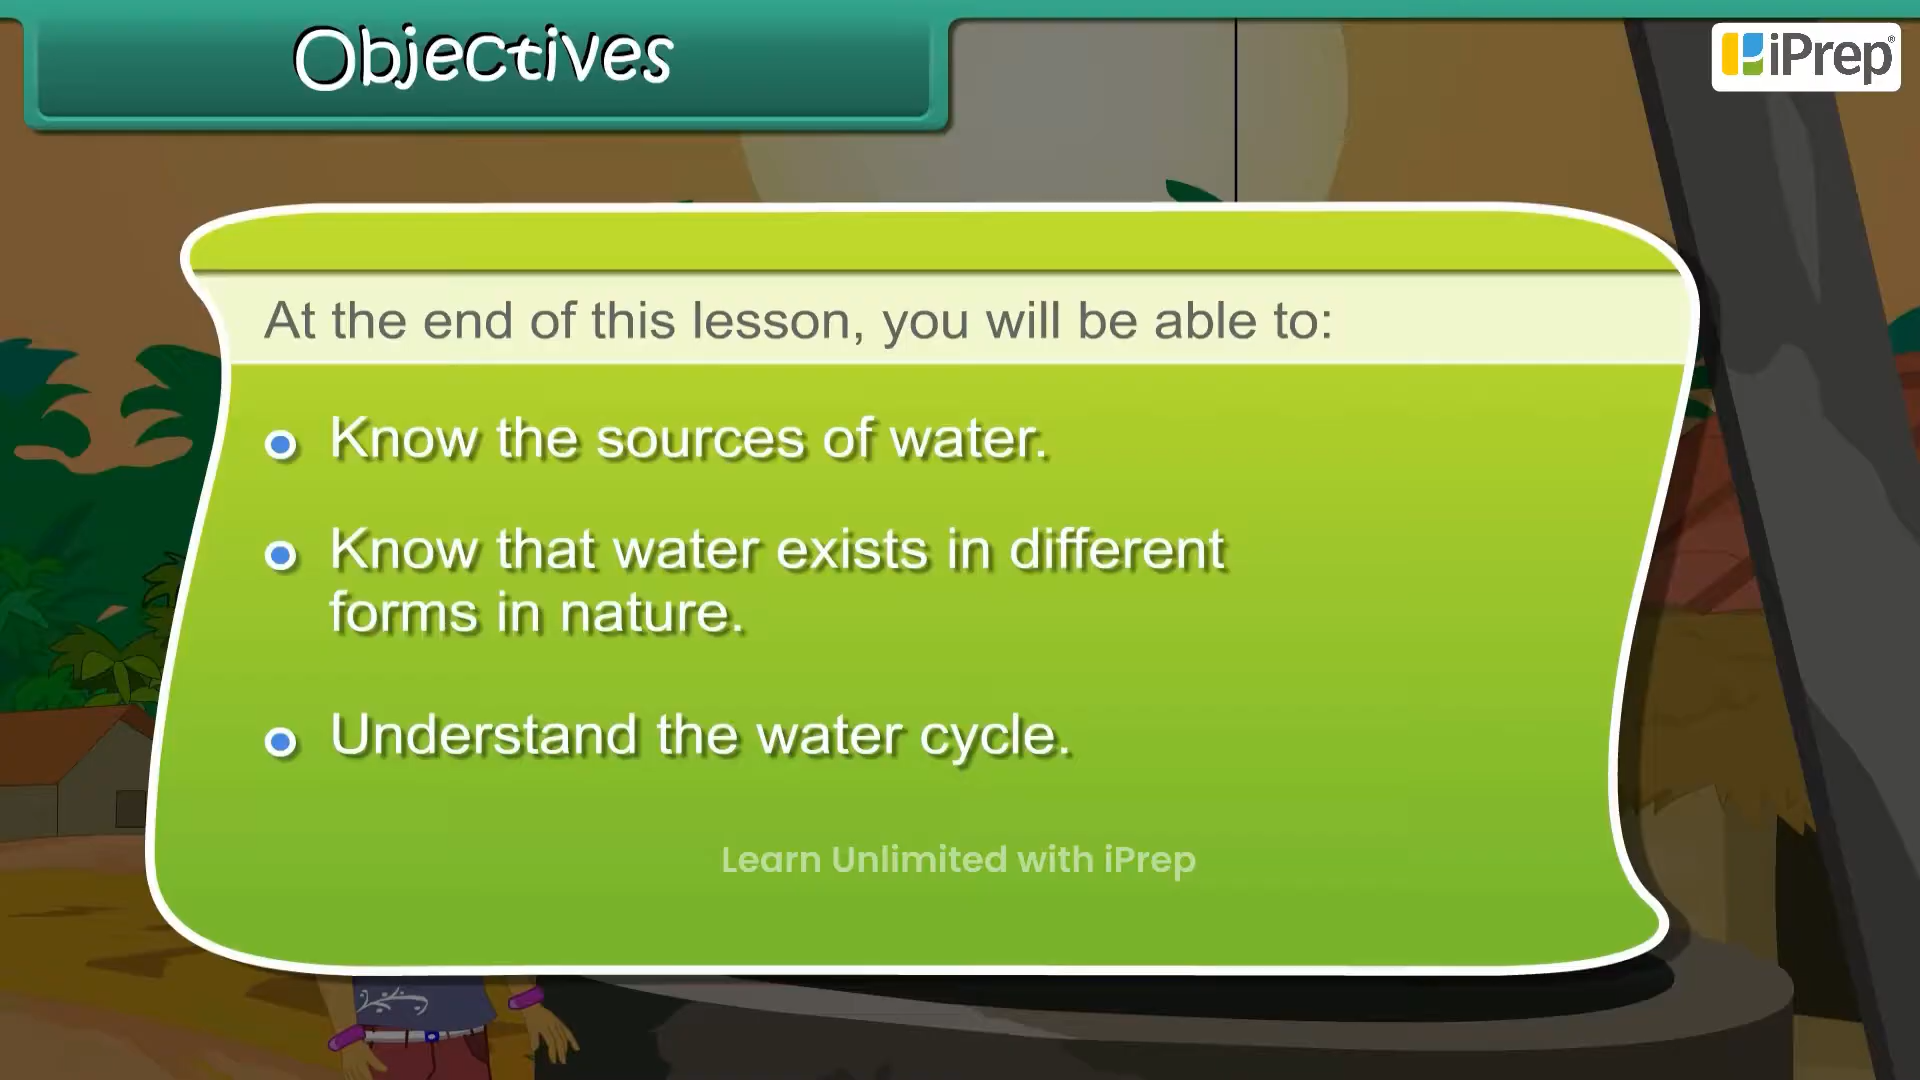 Objectives
iPrep®
At the end of this lesson, you will be able to:
Know the sources of water.
Know that water exists in different
forms in nature.
Understand the water cycle.
Learn Unlimited with iPrep